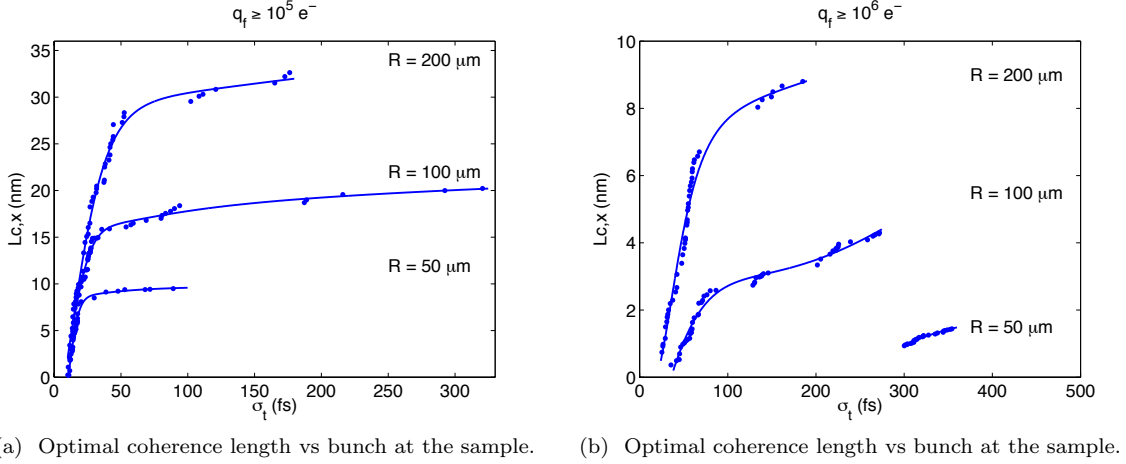 q_f ≥ 10^5 e^−
35
30
25
20
15
10
5
0
Lc,x (nm)
R = 200 μm
R = 100 μm
R = 50 μm
0 50 100 150 200 250 300
σ_t (fs)
a) Optimal coherence length vs bunch at the sample.
q_f ≥ 10^6 e^−
10
8
6
4
2
0
Lc,x (nm)
R = 200 μm
R = 100 μm
R = 50 μm
0 100 200 300 400 500
σ_t (fs)
(b) Optimal coherence length vs bunch at the sample.